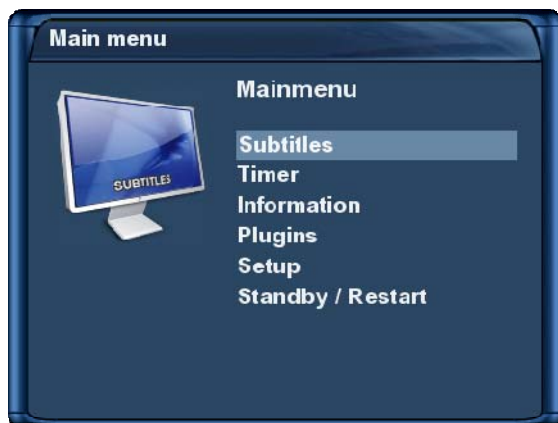 Main menu
Mainmenu
SUBTITLES
Subtitles
Timer
Information
Plugins
Setup
Standby / Restart